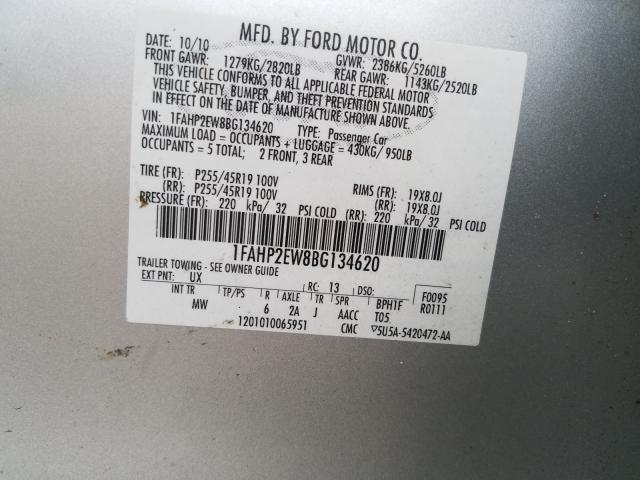 MFD. BY FORD MOTOR CO.
DATE: 10/10 GVWR: 2386KG/5260LB
FRONT GAWR: 1279KG/2820LB REAR GAWR: 1143KG/2520LB
THIS VEHICLE CONFORMS TO ALL APPLICABLE FEDERAL MOTOR
VEHICLE SAFETY, BUMPER, AND THEFT PREVENTION STANDARDS
IN EFFECT ON THE DATE OF MANUFACTURE SHOWN ABOVE.
VIN: 1FAHP2EW8BG134620 TYPE: Passenger Car
MAXIMUM LOAD = OCCUPANTS + LUGGAGE = 430KG/950LB
OCCUPANTS = 5 TOTAL; 2 FRONT, 3 REAR
TIRE (FR): P255/45R19 100V RIMS (FR): 19X8.0J
(RR): P255/45R19 100V (RR): 19X8.0J
PRESSURE (FR): 220 kPa/ 32 PSI COLD (RR): 220 kPa/ 32 PSI COLD
1FAHP2EW8BG134620
TRAILER TOWING - SEE OWNER GUIDE
EXT PNT: UX RC: 13 DSO: F0095
INT TR TP/PS R AXLE TR SPR BPH1F R0111
MW 6 2A J AACC T05
1201010065951 CMC ▽5U5A-5420472-AA